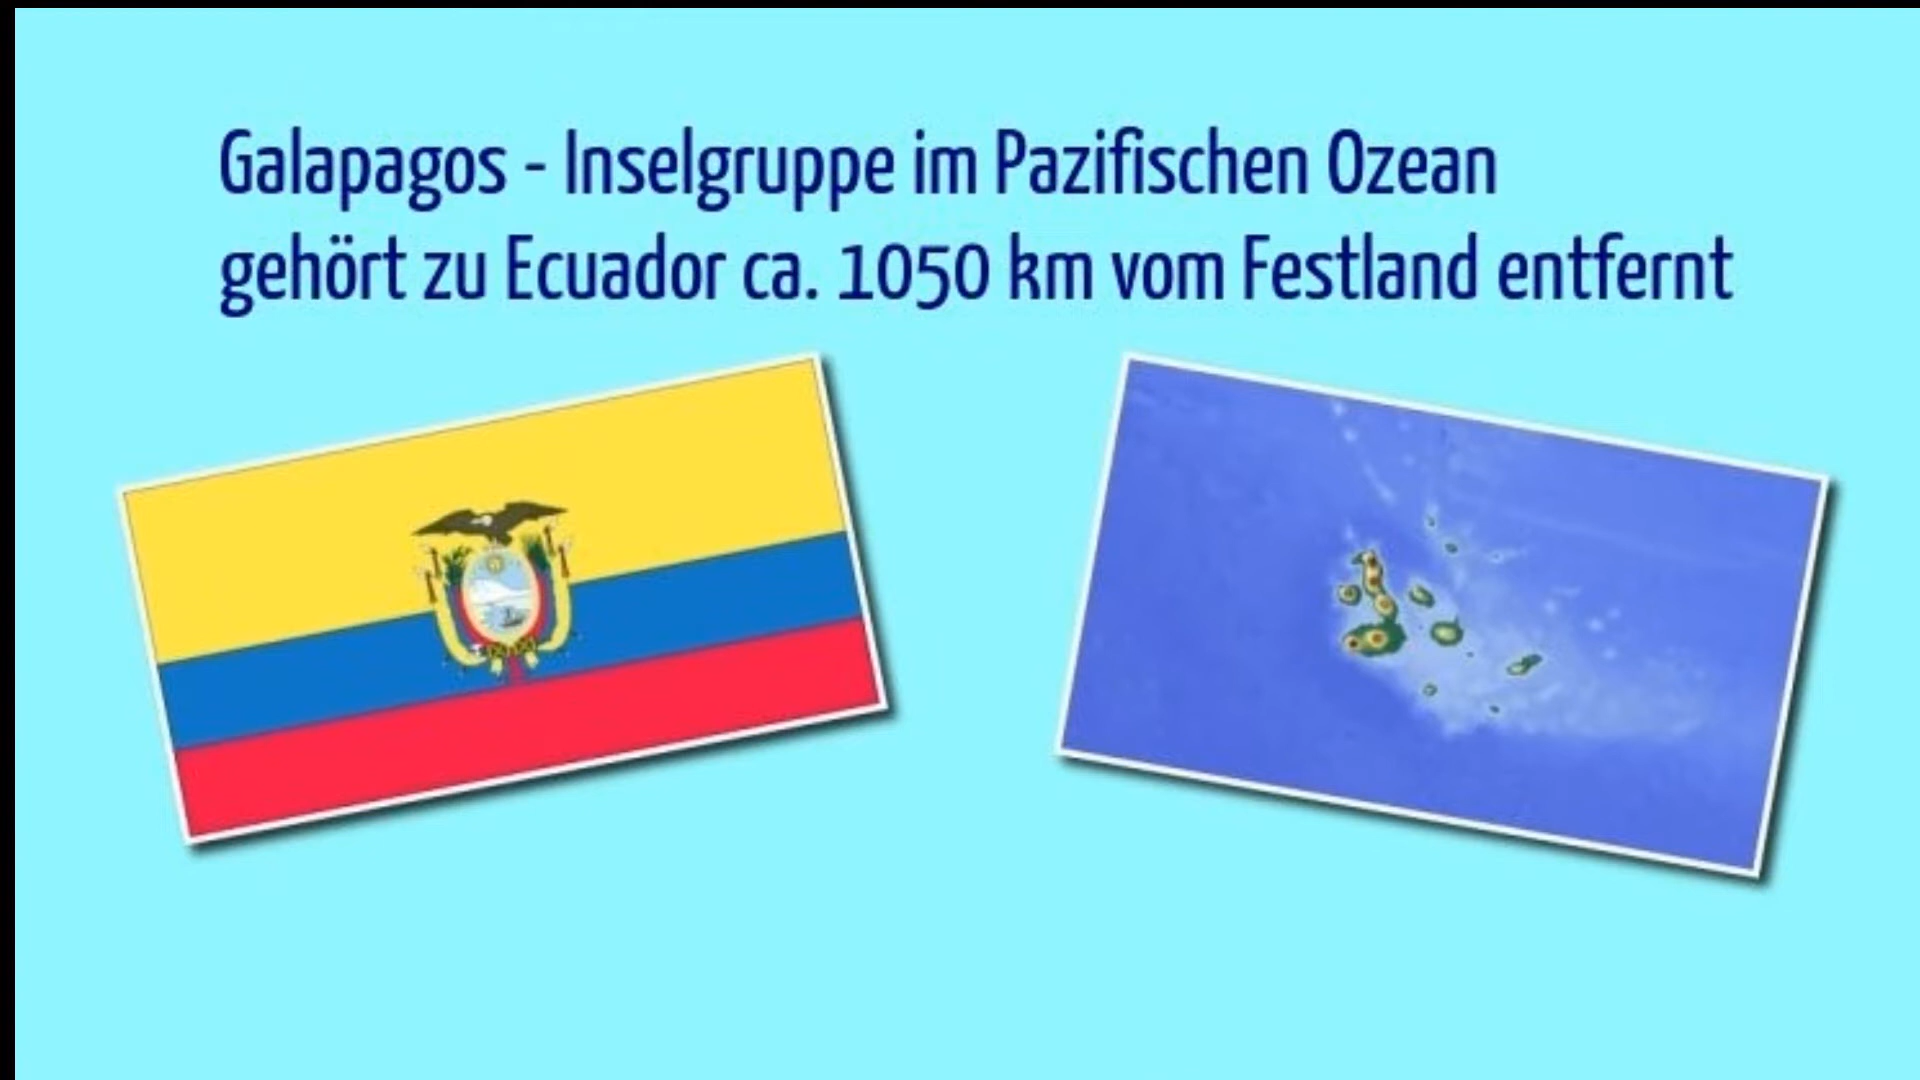 Galapagos - Inselgruppe im Pazifischen Ozean
gehört zu Ecuador ca. 1050 km vom Festland entfernt